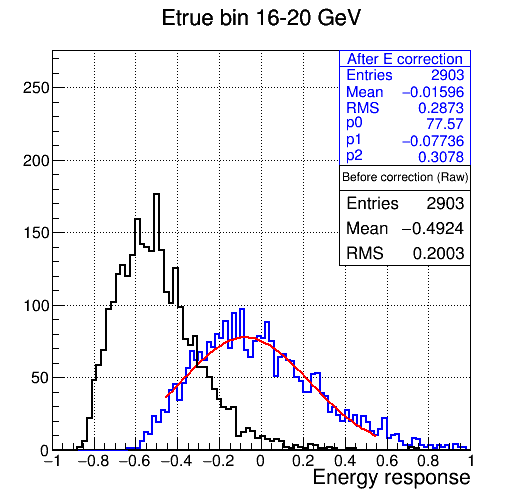 Etrue bin 16-20 GeV
After E correction
Entries 2903
Mean −0.01596
RMS 0.2873
p0 77.57
p1 −0.07736
p2 0.3078
Before correction (Raw)
Entries 2903
Mean −0.4924
RMS 0.2003
250
200
150
100
50
0
−1 −0.8 −0.6 −0.4 −0.2 0 0.2 0.4 0.6 0.8 1
Energy response